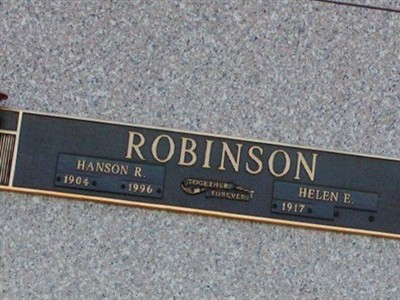 ROBINSON
HANSON R.
1904 1996
TOGETHER
FOREVER
HELEN E.
1917